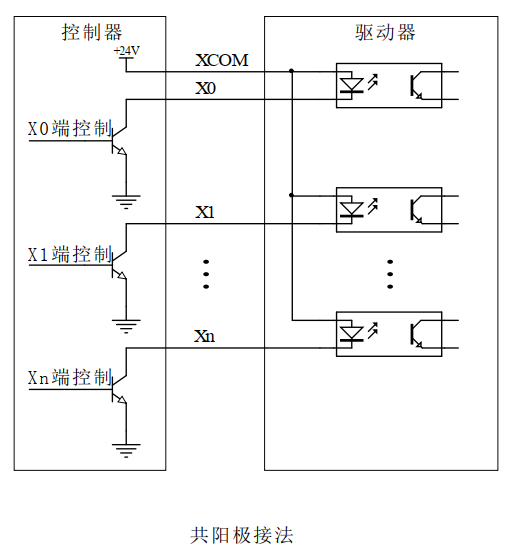 控制器
驱动器
+24V
XCOM
X0
X0端控制
X1
X1端控制
Xn
Xn端控制
共阳极接法